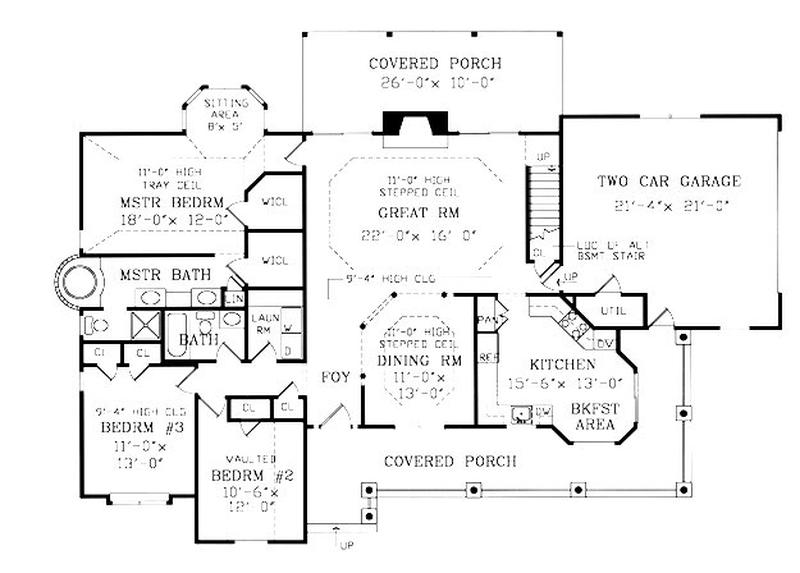 COVERED PORCH
26'-0"x 10'-0"
SITTING
AREA
8'x 5'
UP
11'-0" HIGH
TRAY CEIL
MSTR BEDRM
18'-0"x 12'-0"
WICL
11'-0" HIGH
STEPPED CEIL
GREAT RM
22'-0"x 16' 0"
TWO CAR GARAGE
21'-4"x 21'-0"
CL
LOC OF ALT
BSMT STAIR
UP
WICL
MSTR BATH
9'-4" HIGH CLG
LIN
LAUN
RM
W
D
BATH
CL
CL
11'-0" HIGH
STEPPED CEIL
DINING RM
11'-0"x
13'-0"
PAN
REF
UTIL
DV
KITCHEN
15'-6"x 13'-0"
BKFST
AREA
DW
FOY
CL
CL
9'-4" HIGH CLG
BEDRM #3
11'-0"x
13'-0"
VAULTED
BEDRM #2
10'-6"x
12' 0"
COVERED PORCH
UP